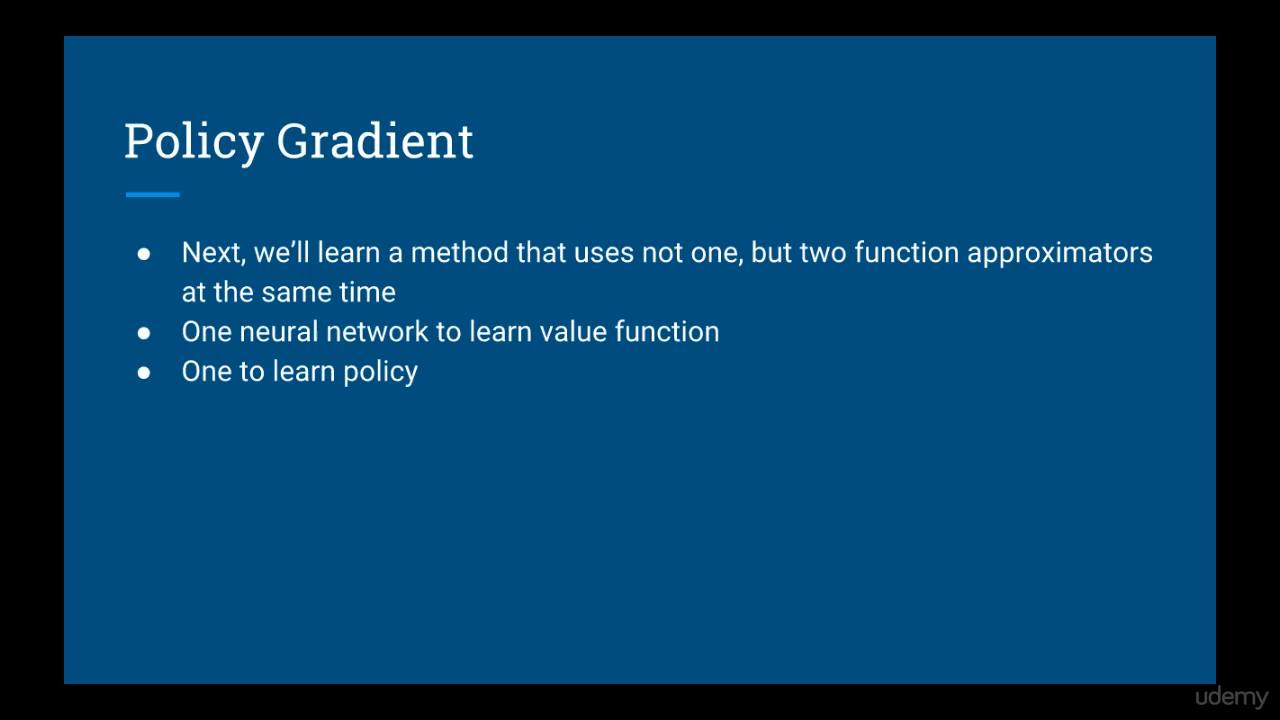 Policy Gradient
● Next, we’ll learn a method that uses not one, but two function approximators
at the same time
● One neural network to learn value function
● One to learn policy
udemy